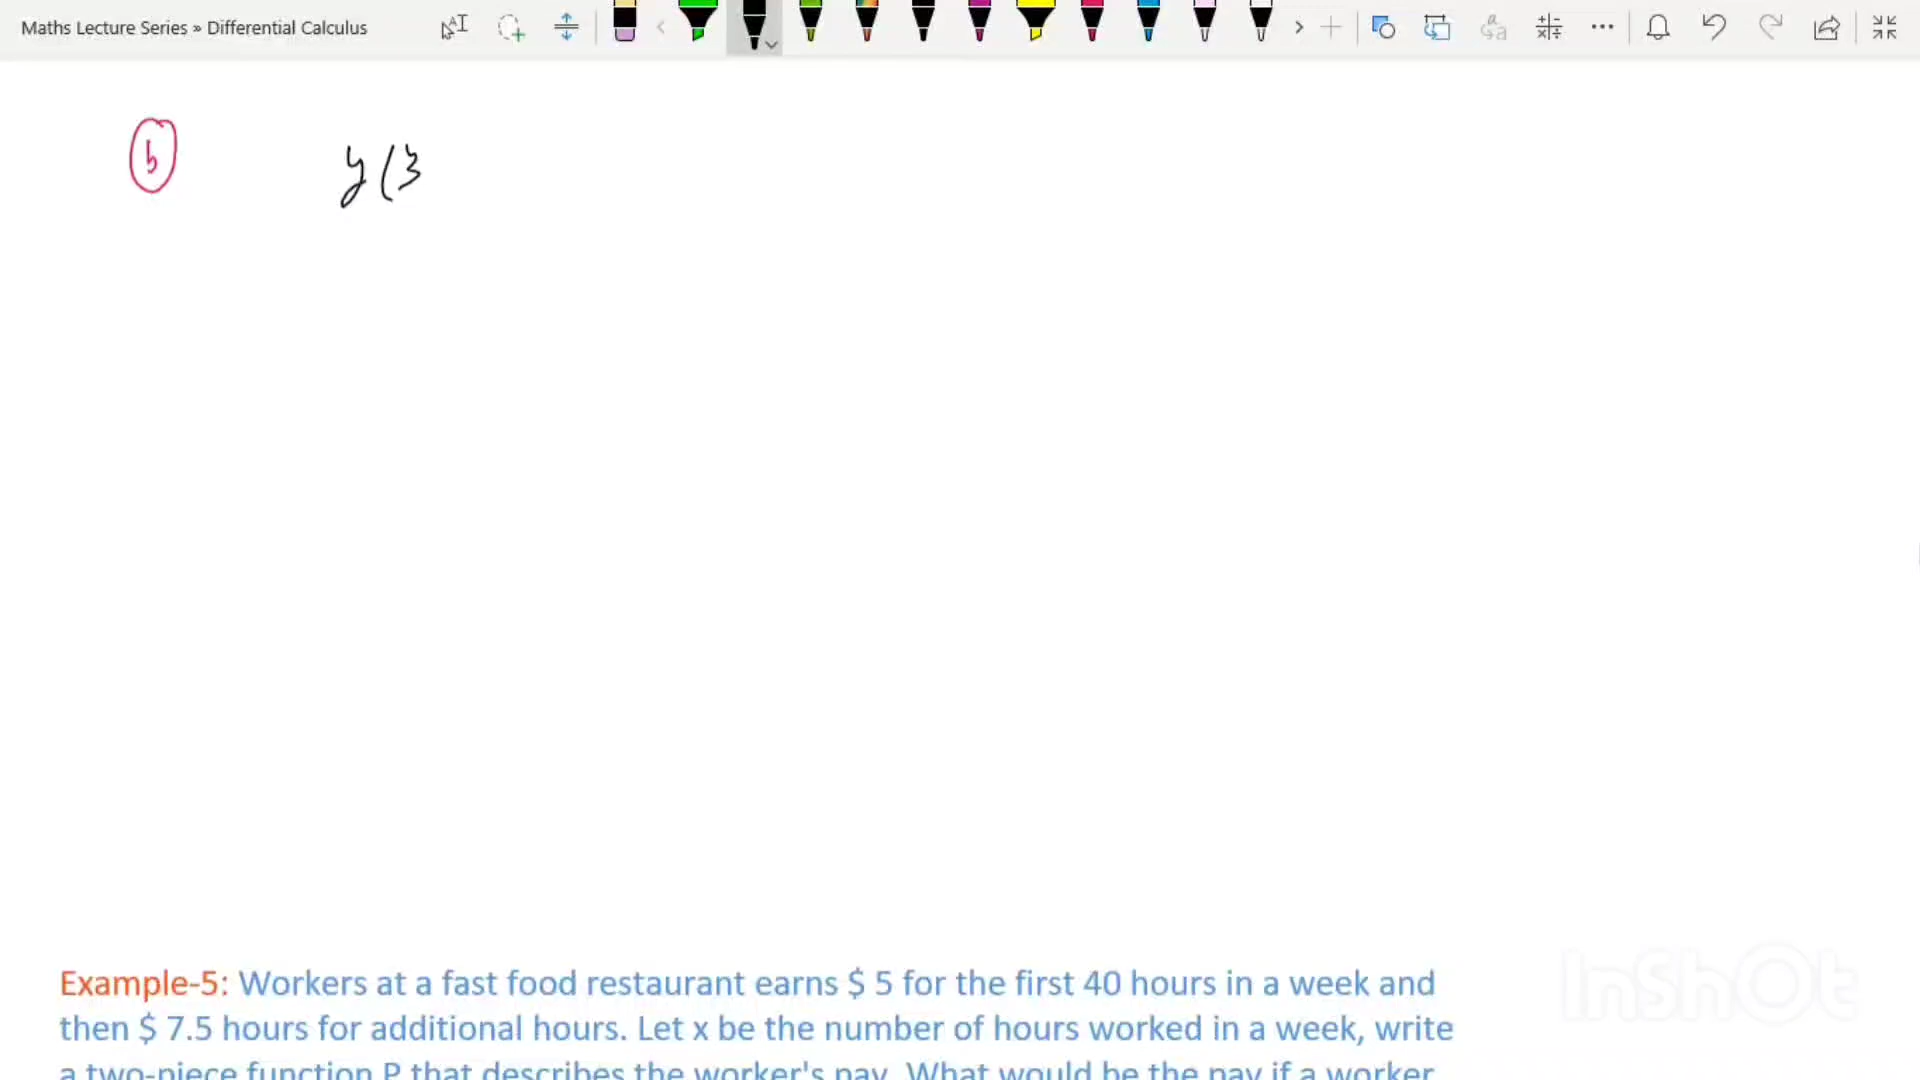 Maths Lecture Series » Differential Calculus
b y(3
Example-5: Workers at a fast food restaurant earns $ 5 for the first 40 hours in a week and
then $ 7.5 hours for additional hours. Let x be the number of hours worked in a week, write
a two-piece function P that describes the worker's pay. What would be the pay if a worker
InShOt